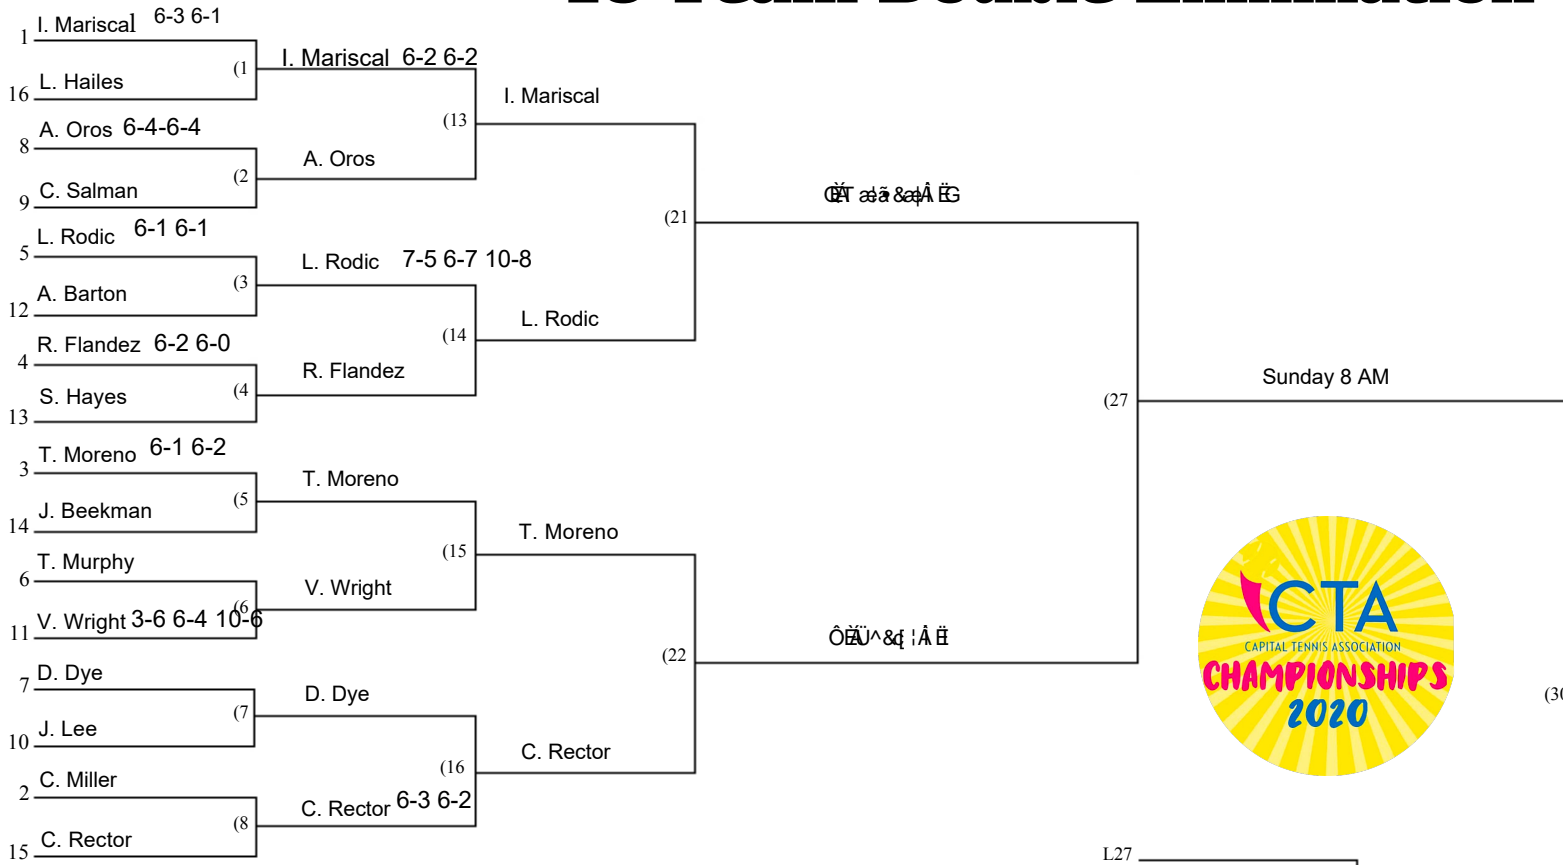 1 I. Mariscal 6-3 6-1
(1
16 L. Hailes
I. Mariscal 6-2 6-2
8 A. Oros 6-4-6-4
(2
9 C. Salman
A. Oros
(13
I. Mariscal
5 L. Rodic 6-1 6-1
(3
12 A. Barton
L. Rodic 7-5 6-7 10-8
4 R. Flandez 6-2 6-0
(4
13 S. Hayes
R. Flandez
(14
L. Rodic
(21
3 T. Moreno 6-1 6-2
(5
14 J. Beekman
T. Moreno
6 T. Murphy
(6
11 V. Wright 3-6 6-4 10-6
V. Wright
(15
T. Moreno
7 D. Dye
(7
10 J. Lee
D. Dye
2 C. Miller
(8
15 C. Rector
C. Rector 6-3 6-2
(16
C. Rector
(22
(27
Sunday 8 AM
CTA
CAPITAL TENNIS ASSOCIATION
CHAMPIONSHIPS
2020
L27